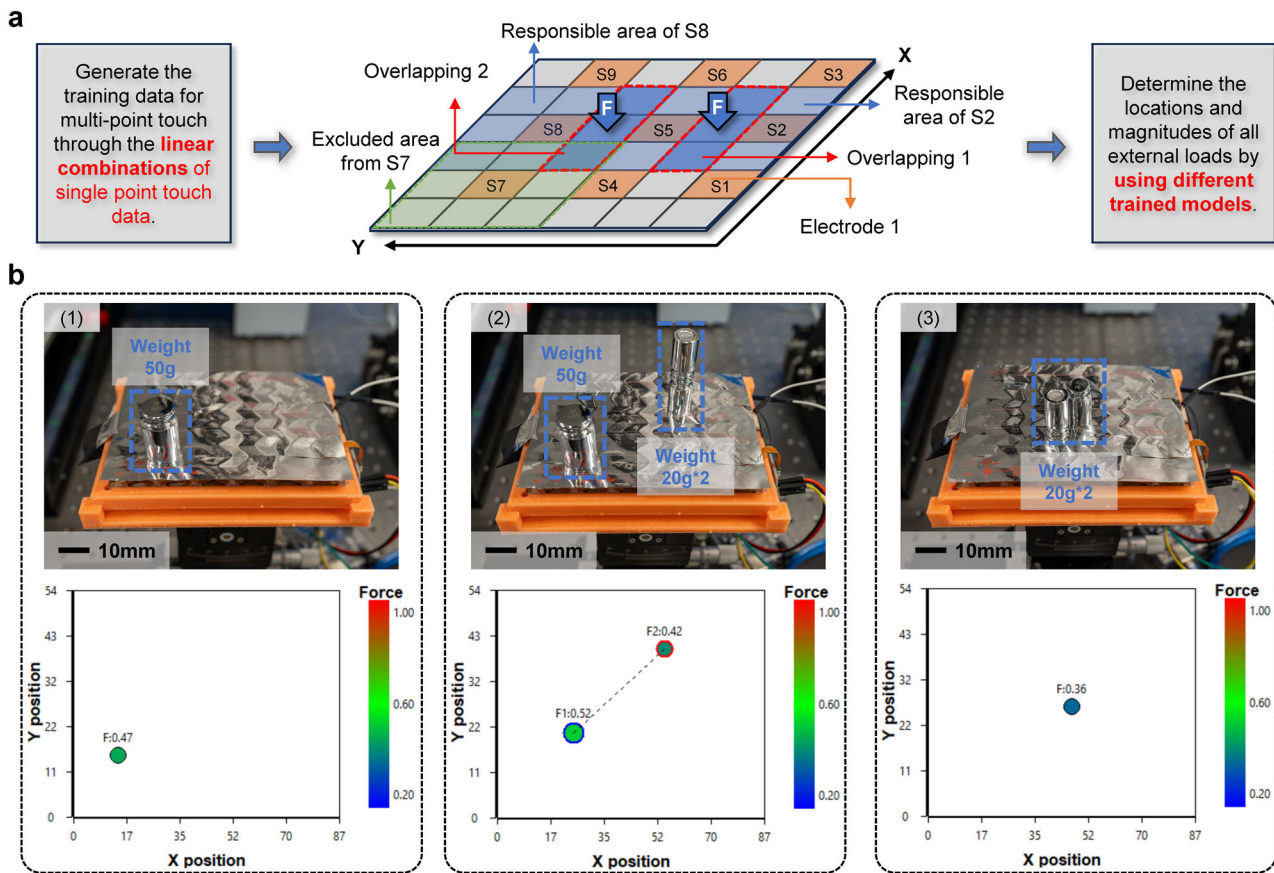 a
Generate the
training data for
multi-point touch
through the linear
combinations of
single point touch
data.
Responsible area of S8
Overlapping 2
Excluded area
from S7
S9
S6
S3
F
F
S8
S5
S2
S7
S4
S1
X
Y
Responsible
area of S2
Overlapping 1
Electrode 1
Determine the
locations and
magnitudes of all
external loads by
using different
trained models.
b
(1)
Weight
50g
10mm
(2)
Weight
50g
Weight
20g*2
10mm
(3)
Weight
20g*2
10mm
54
43
32
22
11
0
0
17
35
52
70
87
Y position
X position
F:0.47
Force
1.00
0.60
0.20
54
43
32
22
11
0
0
17
35
52
70
87
Y position
X position
F2:0.42
F1:0.52
Force
1.00
0.60
0.20
54
43
32
22
11
0
0
17
35
52
70
87
Y position
X position
F:0.36
Force
1.00
0.60
0.20